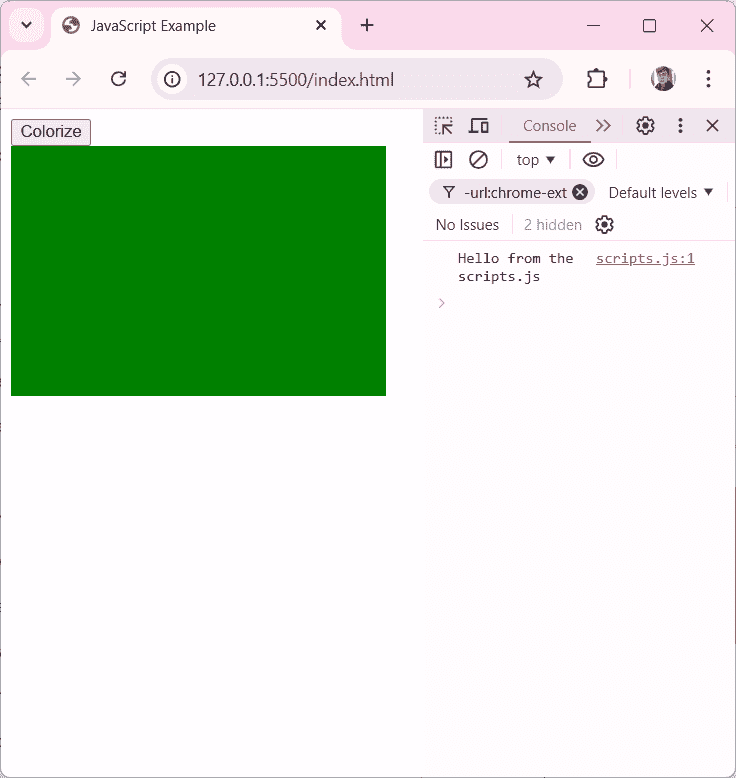 JavaScript Example
127.0.0.1:5500/index.html
Colorize
Console
top
-url:chrome-ext
Default levels
No Issues
2 hidden
Hello from the scripts.js:1
scripts.js